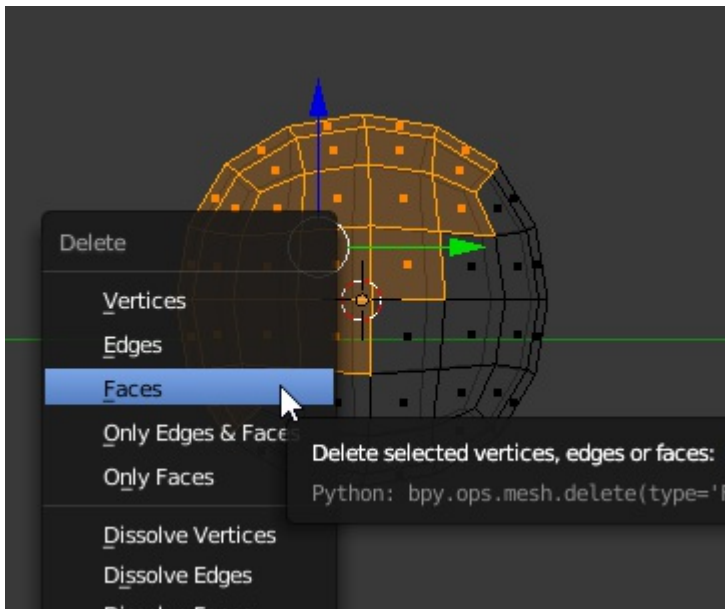 Delete
Vertices
Edges
Faces
Only Edges & Faces
Only Faces
Delete selected vertices, edges or faces:
Python: bpy.ops.mesh.delete(type='
Dissolve Vertices
Dissolve Edges